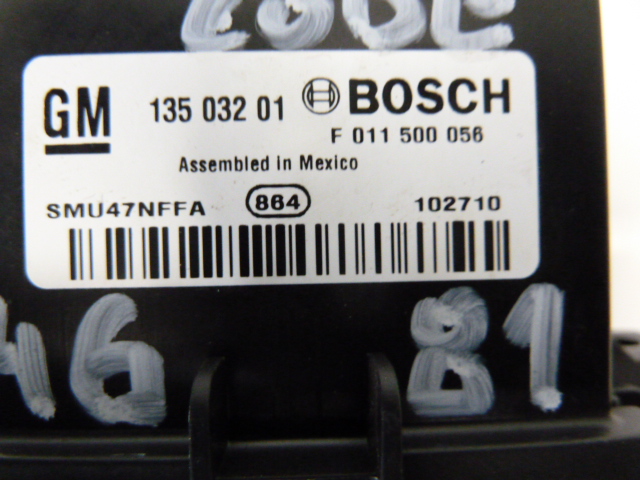 GM 135 032 01 BOSCH
F 011 500 056
Assembled in Mexico
SMU47NFFA 864 102710
46 81